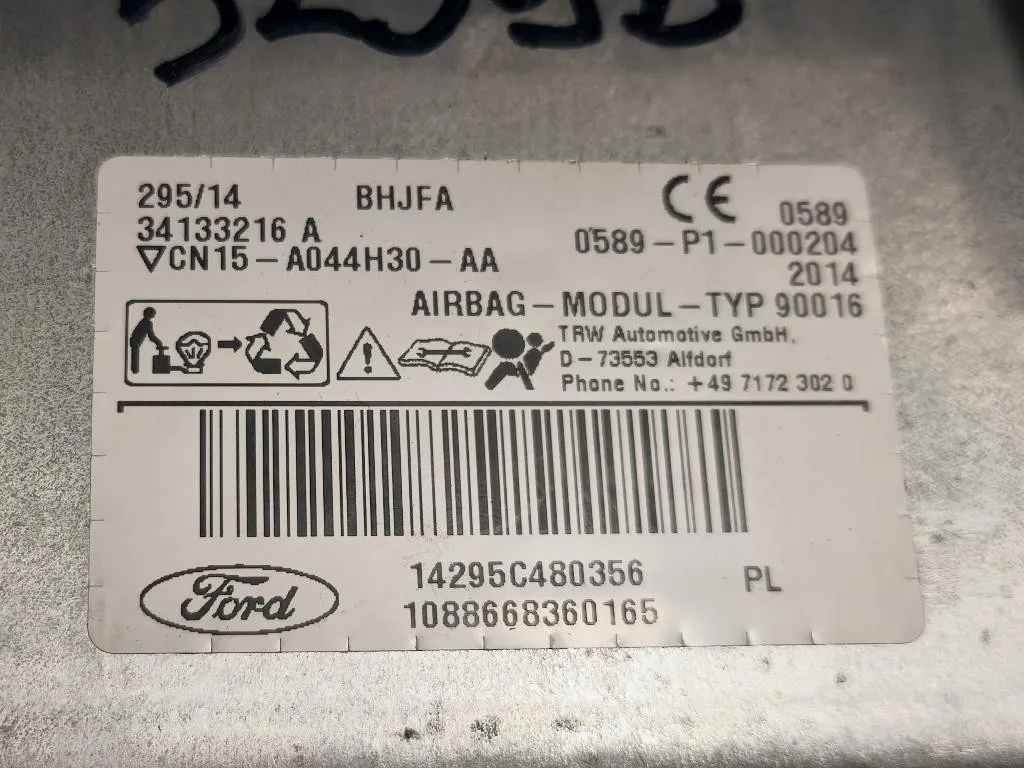 295/14 BHJFA 0589
34133216 A 0589-P1-000204
▽CN15-A044H30-AA 2014
AIRBAG-MODUL-TYP 90016
TRW Automotive GmbH.
D-73553 Alfdorf
Phone No.: +49 7172 302 0
14295C480356 PL
1088668360165
Ford